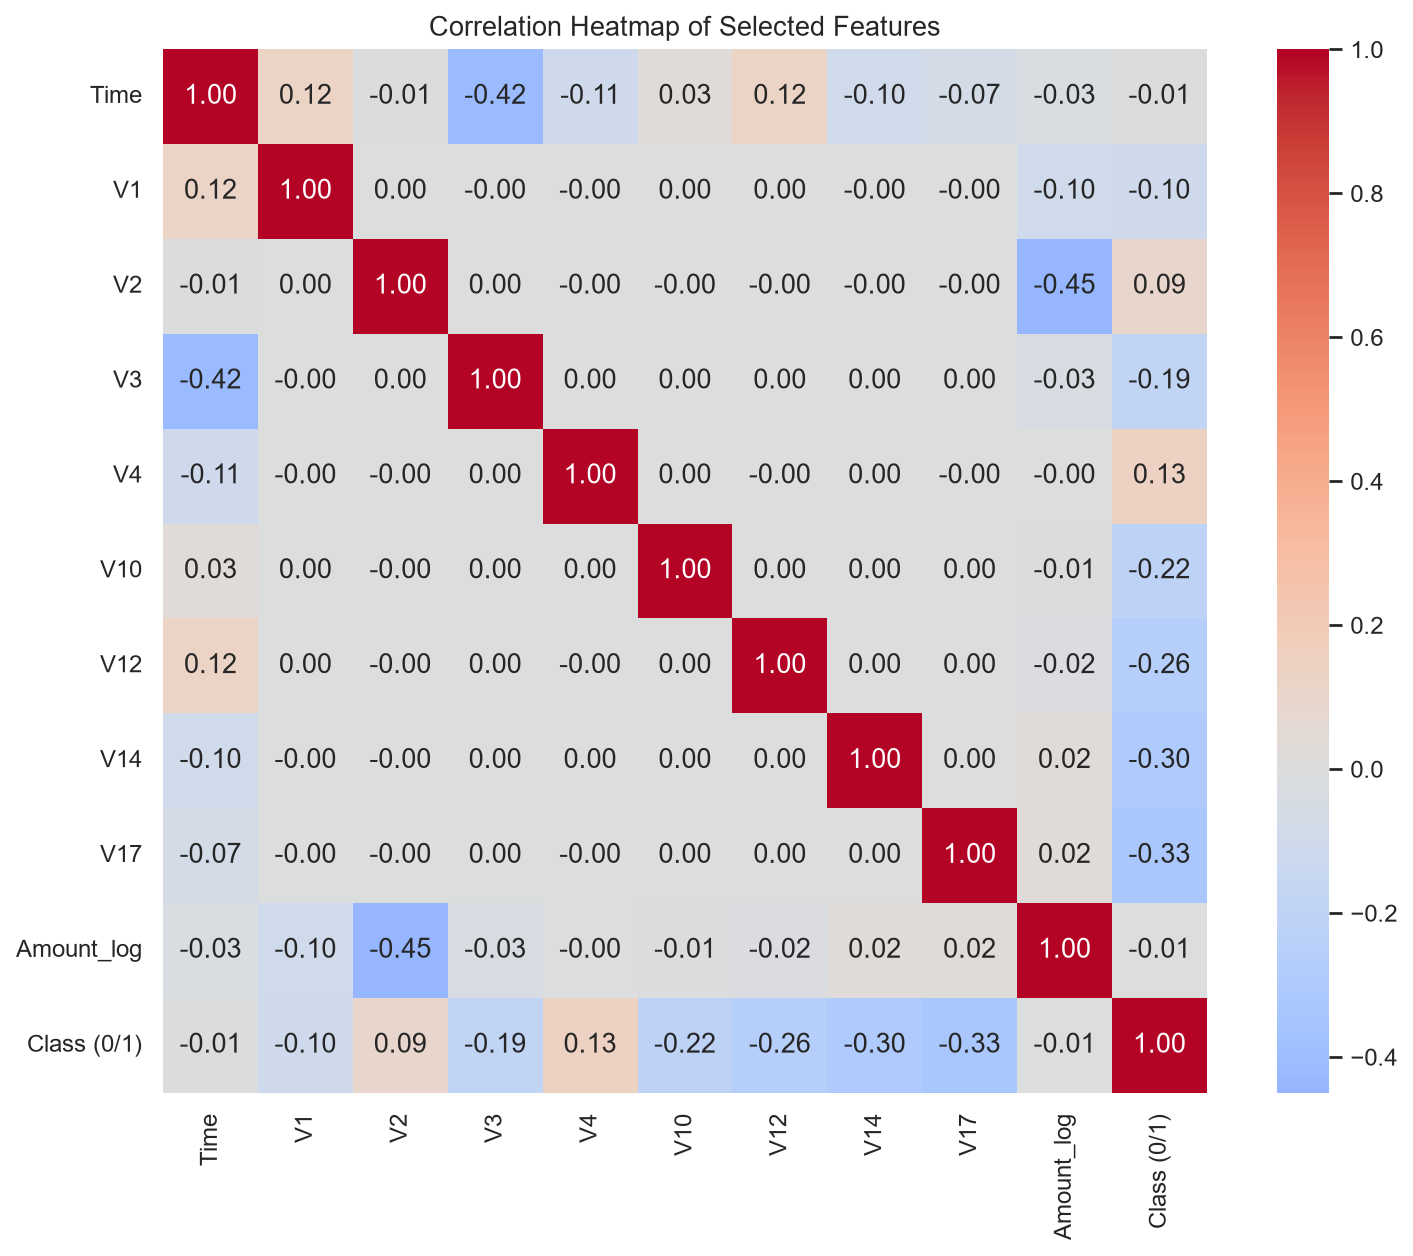 Correlation Heatmap of Selected Features
Time 1.00 0.12 -0.01 -0.42 -0.11 0.03 0.12 -0.10 -0.07 -0.03 -0.01
V1 0.12 1.00 0.00 -0.00 -0.00 0.00 0.00 -0.00 -0.00 -0.10 -0.10
V2 -0.01 0.00 1.00 0.00 -0.00 -0.00 -0.00 -0.00 -0.00 -0.45 0.09
V3 -0.42 -0.00 0.00 1.00 0.00 0.00 0.00 0.00 0.00 -0.03 -0.19
V4 -0.11 -0.00 -0.00 0.00 1.00 0.00 -0.00 0.00 -0.00 -0.00 0.13
V10 0.03 0.00 -0.00 0.00 0.00 1.00 0.00 0.00 0.00 -0.01 -0.22
V12 0.12 0.00 -0.00 0.00 -0.00 0.00 1.00 0.00 0.00 -0.02 -0.26
V14 -0.10 -0.00 -0.00 0.00 0.00 0.00 0.00 1.00 0.00 0.02 -0.30
V17 -0.07 -0.00 -0.00 0.00 -0.00 0.00 0.00 0.00 1.00 0.02 -0.33
Amount_log -0.03 -0.10 -0.45 -0.03 -0.00 -0.01 -0.02 0.02 0.02 1.00 -0.01
Class (0/1) -0.01 -0.10 0.09 -0.19 0.13 -0.22 -0.26 -0.30 -0.33 -0.01 1.00
Time V1 V2 V3 V4 V10 V12 V14 V17 Amount_log Class (0/1)
1.0
0.8
0.6
0.4
0.2
0.0
−0.2
−0.4